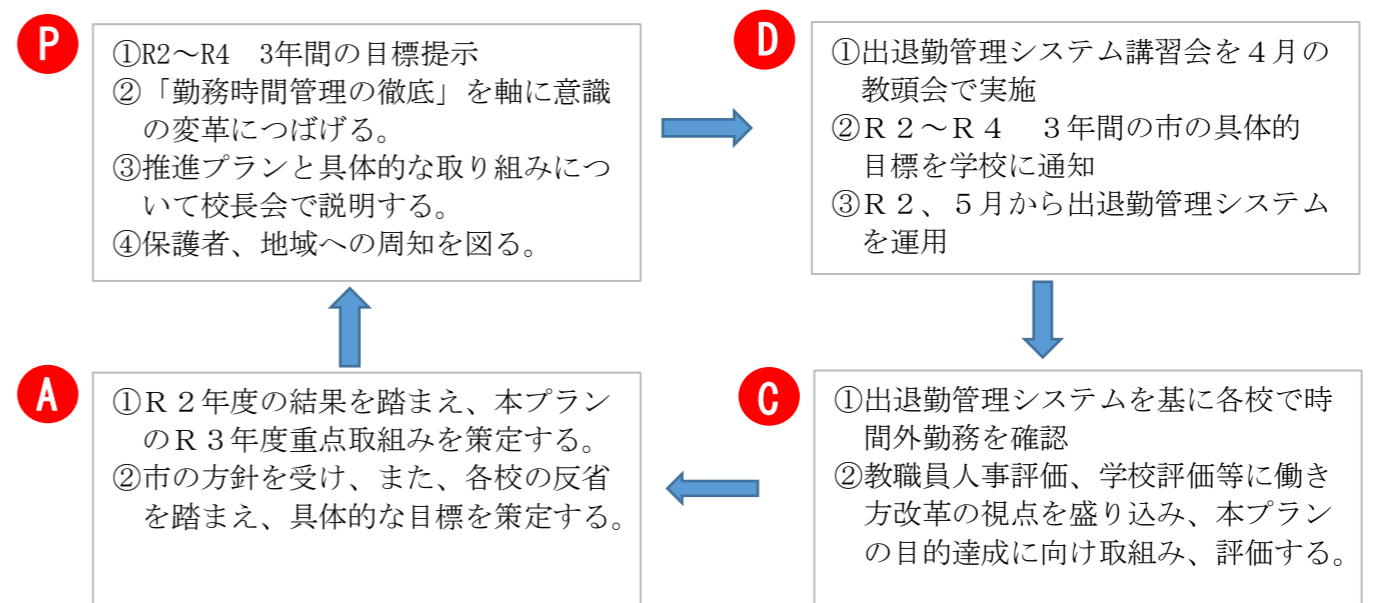 P
①R2～R4　3年間の目標提示
②「勤務時間管理の徹底」を軸に意識
の変革につばげる。
③推進プランと具体的な取り組みにつ
いて校長会で説明する。
④保護者、地域への周知を図る。
D
①出退勤管理システム講習会を４月の
教頭会で実施
②Ｒ２～Ｒ４　３年間の市の具体的
目標を学校に通知
③Ｒ２、５月から出退勤管理システム
を運用
A
①Ｒ２年度の結果を踏まえ、本プラン
のＲ３年度重点取組みを策定する。
②市の方針を受け、また、各校の反省
を踏まえ、具体的な目標を策定する。
C
①出退勤管理システムを基に各校で時
間外勤務を確認
②教職員人事評価、学校評価等に働き
方改革の視点を盛り込み、本プラン
の目的達成に向け取組み、評価する。